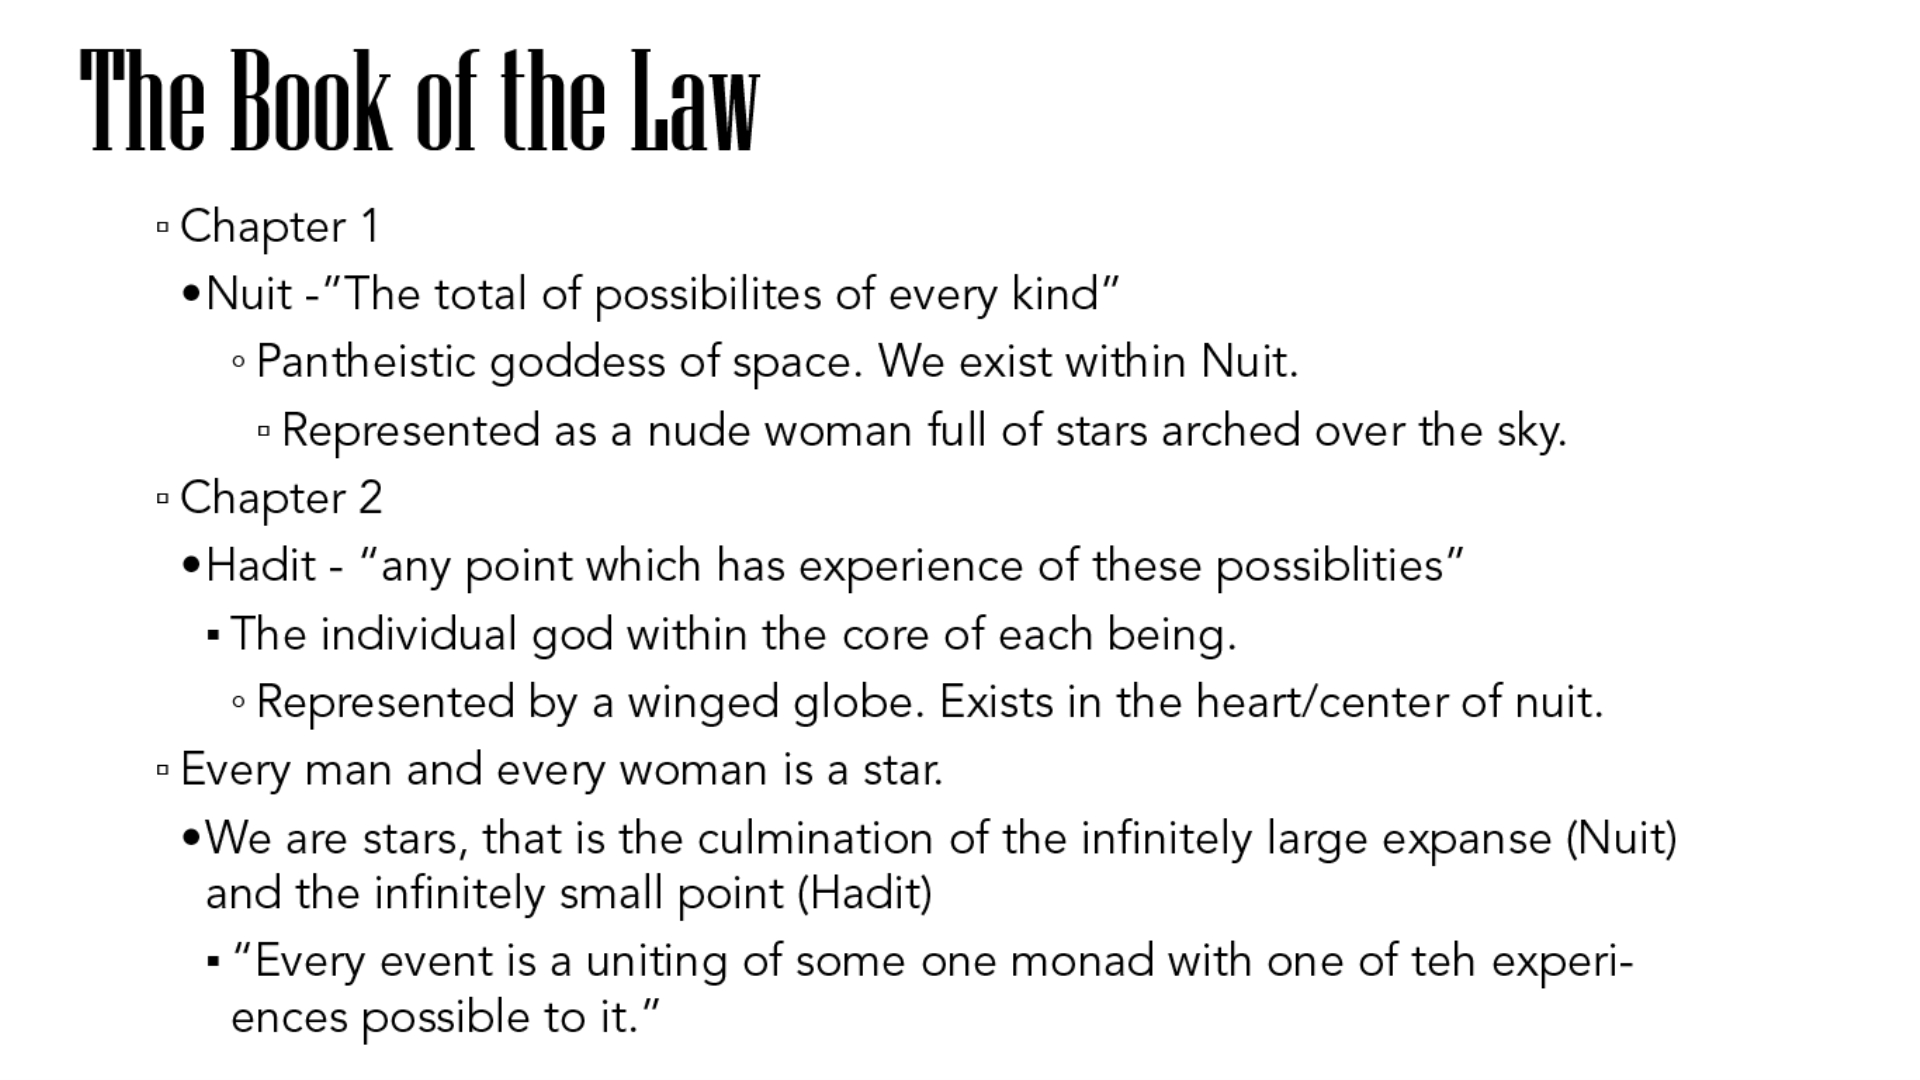 The Book of the Law
▫ Chapter 1
•Nuit -”The total of possibilites of every kind”
◦ Pantheistic goddess of space. We exist within Nuit.
▫ Represented as a nude woman full of stars arched over the sky.
▫ Chapter 2
•Hadit - “any point which has experience of these possiblities”
▪ The individual god within the core of each being.
◦ Represented by a winged globe. Exists in the heart/center of nuit.
▫ Every man and every woman is a star.
•We are stars, that is the culmination of the infinitely large expanse (Nuit)
and the infinitely small point (Hadit)
▪ “Every event is a uniting of some one monad with one of teh experi-
ences possible to it.”